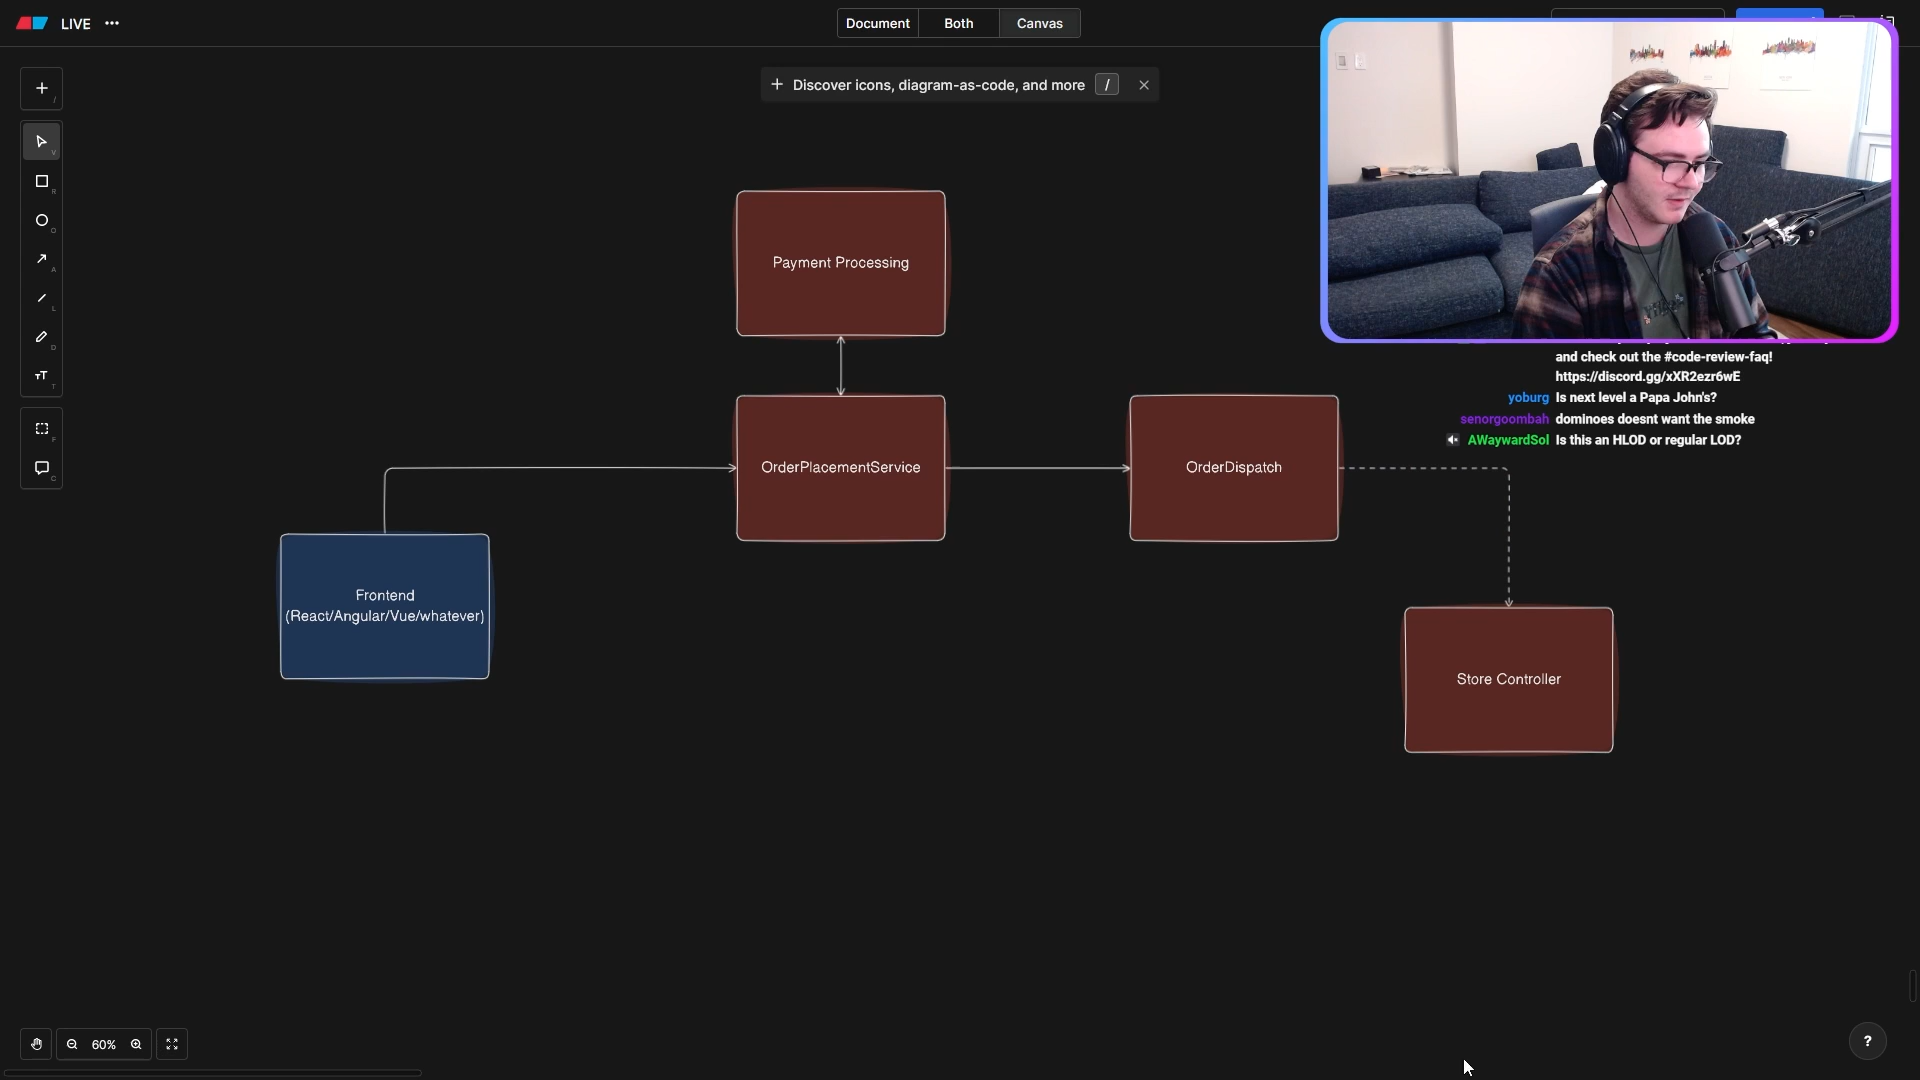 LIVE
Document
Both
Canvas
Discover icons, diagram-as-code, and more /
Payment Processing
OrderPlacementService
OrderDispatch
Frontend
(React/Angular/Vue/whatever)
Store Controller
and check out the #code-review-faq!
https://discord.gg/xXR2ezr6wE
yoburg Is next level a Papa John's?
senorgoombah dominoes doesnt want the smoke
AWaywardSol Is this an HLOD or regular LOD?
60%
?